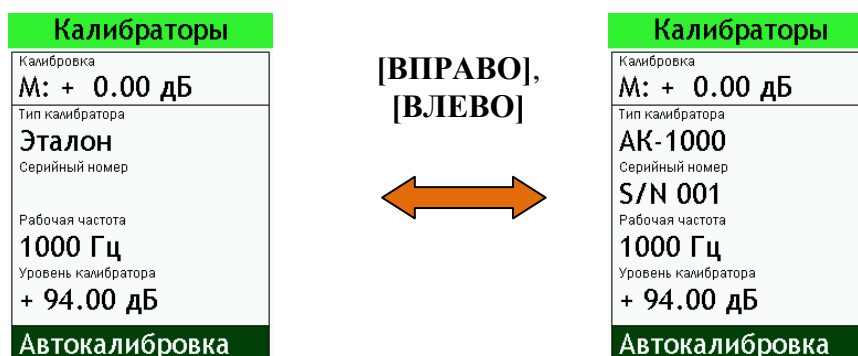 Калибраторы
Калибровка
М: + 0.00 дБ
Тип калибратора
Эталон
Серийный номер
Рабочая частота
1000 Гц
Уровень калибратора
+ 94.00 дБ
Автокалибровка
[ВПРАВО],
[ВЛЕВО]
Калибраторы
Калибровка
М: + 0.00 дБ
Тип калибратора
АК-1000
Серийный номер
S/N 001
Рабочая частота
1000 Гц
Уровень калибратора
+ 94.00 дБ
Автокалибровка